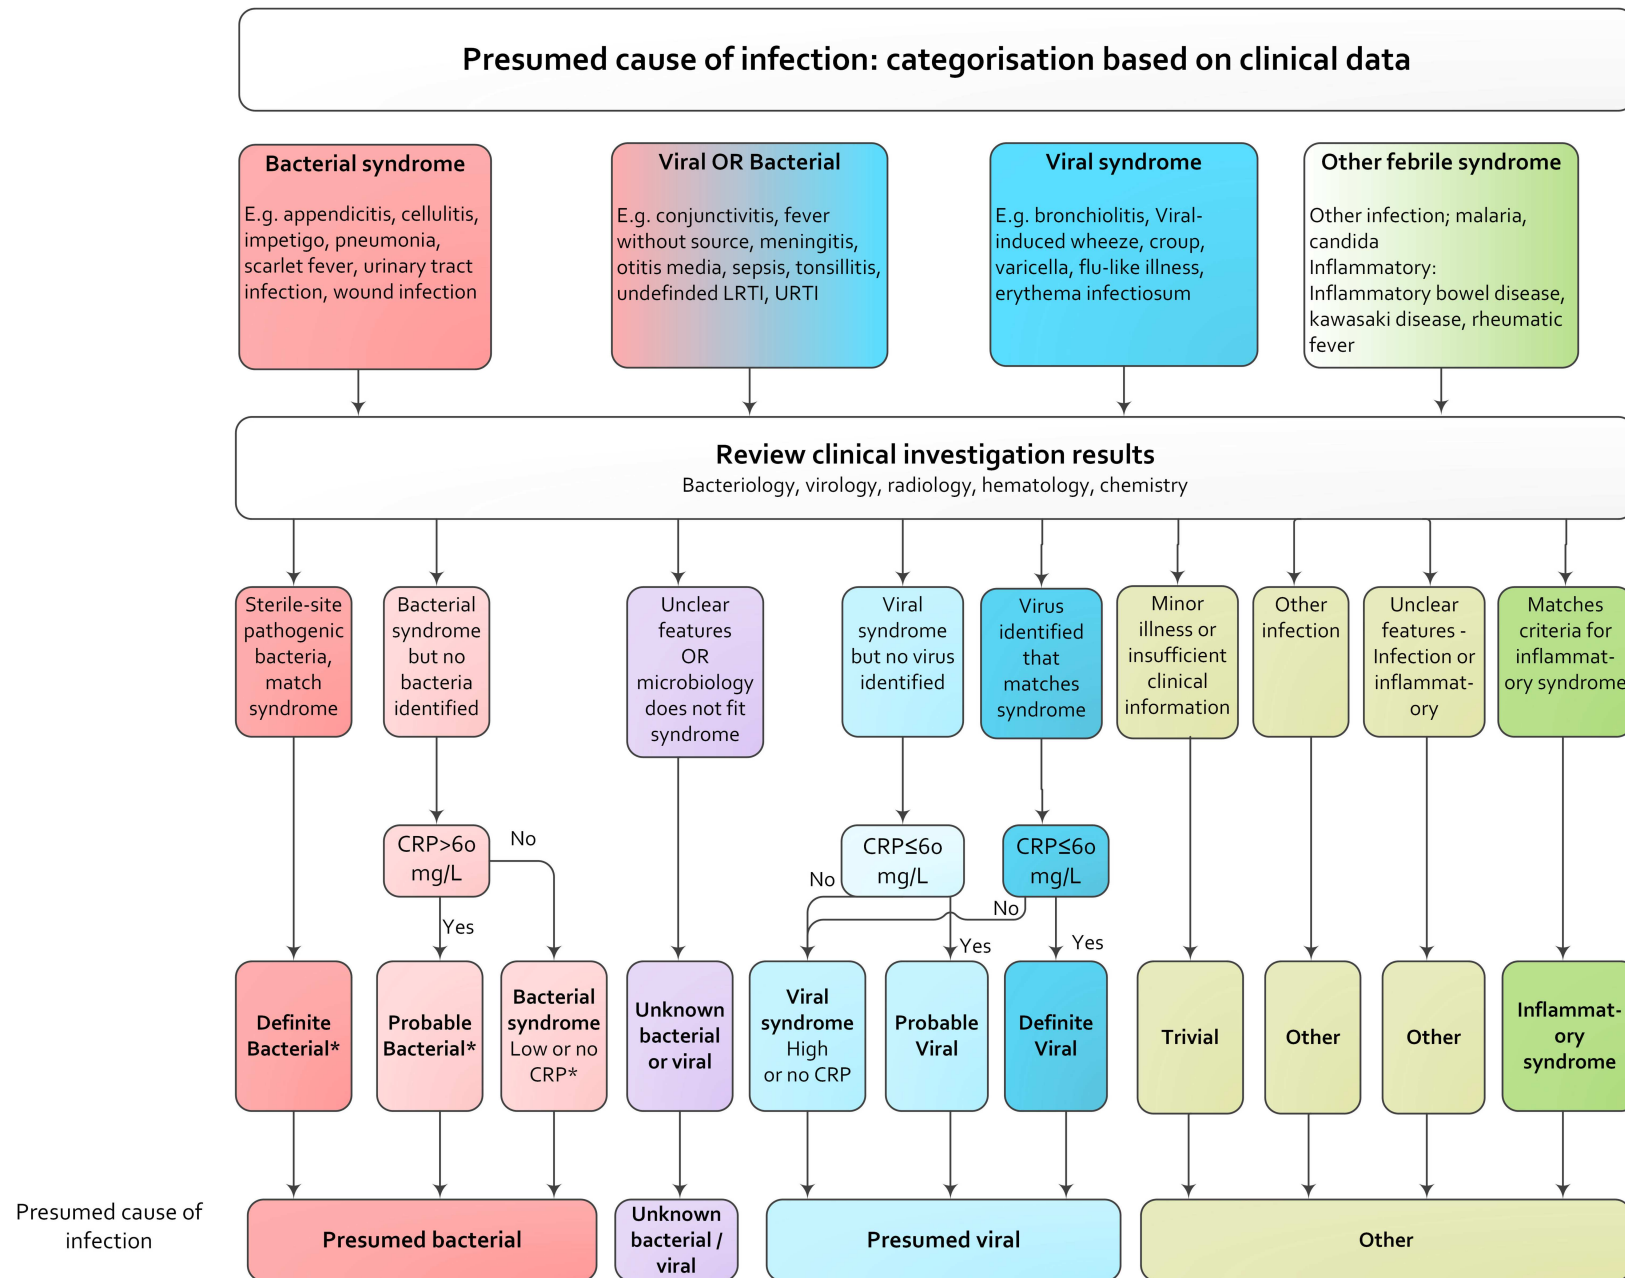 Presumed cause of infection: categorisation based on clinical data
Bacterial syndrome
E.g. appendicitis, cellulitis,
impetigo, pneumonia,
scarlet fever, urinary tract
infection, wound infection
Viral OR Bacterial
E.g. conjunctivitis, fever
without source, meningitis,
otitis media, sepsis, tonsillitis,
undefinded LRTI, URTI
Viral syndrome
E.g. bronchiolitis, Viral-
induced wheeze, croup,
varicella, flu-like illness,
erythema infectiosum
Other febrile syndrome
Other infection; malaria,
candida
Inflammatory:
Inflammatory bowel disease,
kawasaki disease, rheumatic
fever
Review clinical investigation results
Bacteriology, virology, radiology, hematology, chemistry
Sterile-site
pathogenic
bacteria,
match
syndrome
Bacterial
syndrome
but no
bacteria
identified
Unclear
features
OR
microbiology
does not fit
syndrome
Viral
syndrome
but no virus
identified
Virus
identified
that
matches
syndrome
Minor
illness or
insufficient
clinical
information
Other
infection
Unclear
features -
Infection or
inflammat-
ory
Matches
criteria for
inflammat-
ory syndrome
CRP>60
mg/L
No
Yes
CRP≤60
mg/L
No
Yes
CRP≤60
mg/L
No
Yes
Definite
Bacterial*
Probable
Bacterial*
Bacterial
syndrome
Low or no
CRP*
Unknown
bacterial
or viral
Viral
syndrome
High
or no CRP
Probable
Viral
Definite
Viral
Trivial
Other
Other
Inflammat-
ory
syndrome
Presumed cause of
infection
Presumed bacterial
Unknown
bacterial /
viral
Presumed viral
Other